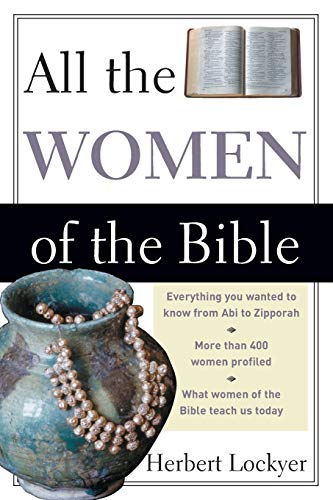 All the
WOMEN
of the Bible
Everything you wanted to
know from Abi to Zipporah
More than 400
women profiled
What women of the
Bible teach us today
Herbert Lockyer